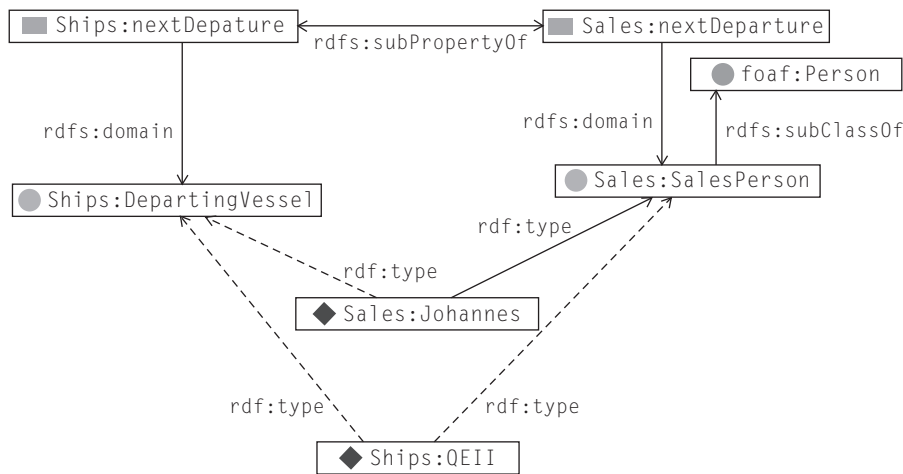 Ships:nextDepature
Sales:nextDeparture
rdfs:subPropertyOf
foaf:Person
rdfs:domain
rdfs:domain
rdfs:subClassOf
Ships:DepartingVessel
Sales:SalesPerson
rdf:type
rdf:type
Sales:Johannes
rdf:type
rdf:type
Ships:QEII